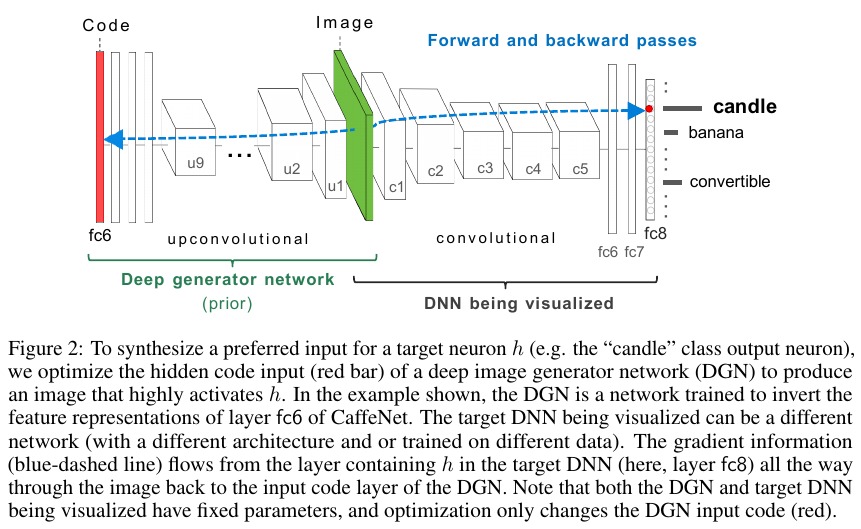 Code
Image
Forward and backward passes
candle
banana
convertible
u9
...
u2
u1
c1
c2
c3
c4
c5
fc6
upconvolutional
convolutional
fc6
fc7
fc8
Deep generator network
(prior)
DNN being visualized
Figure 2: To synthesize a preferred input for a target neuron h (e.g. the “candle” class output neuron),
we optimize the hidden code input (red bar) of a deep image generator network (DGN) to produce
an image that highly activates h. In the example shown, the DGN is a network trained to invert the
feature representations of layer fc6 of CaffeNet. The target DNN being visualized can be a different
network (with a different architecture and or trained on different data). The gradient information
(blue-dashed line) flows from the layer containing h in the target DNN (here, layer fc8) all the way
through the image back to the input code layer of the DGN. Note that both the DGN and target DNN
being visualized have fixed parameters, and optimization only changes the DGN input code (red).